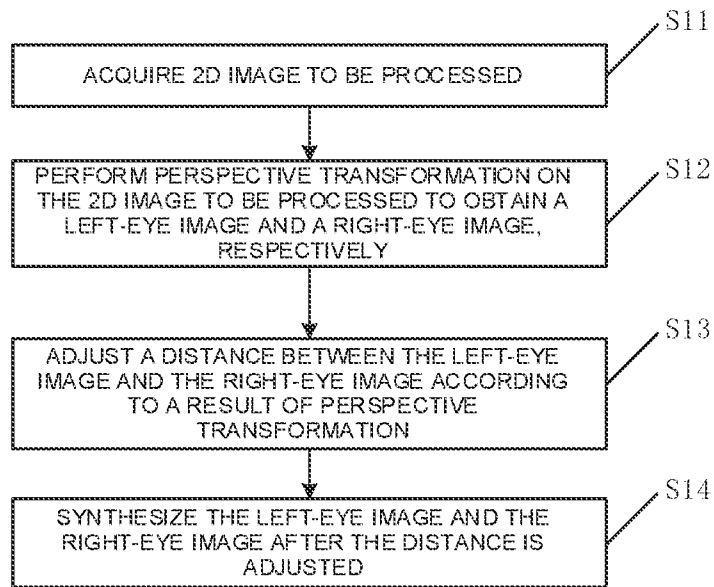 S11
ACQUIRE 2D IMAGE TO BE PROCESSED
S12
PERFORM PERSPECTIVE TRANSFORMATION ON
THE 2D IMAGE TO BE PROCESSED TO OBTAIN A
LEFT-EYE IMAGE AND A RIGHT-EYE IMAGE,
RESPECTIVELY
S13
ADJUST A DISTANCE BETWEEN THE LEFT-EYE
IMAGE AND THE RIGHT-EYE IMAGE ACCORDING
TO A RESULT OF PERSPECTIVE
TRANSFORMATION
S14
SYNTHESIZE THE LEFT-EYE IMAGE AND THE
RIGHT-EYE IMAGE AFTER THE DISTANCE IS
ADJUSTED